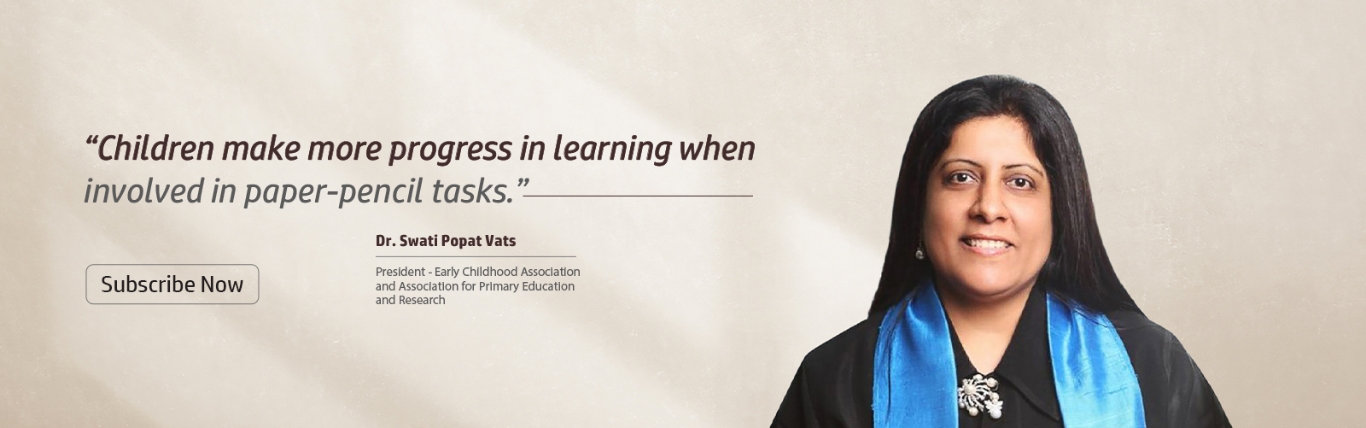 “Children make more progress in learning when
involved in paper-pencil tasks.”
Dr. Swati Popat Vats
President - Early Childhood Association
and Association for Primary Education
and Research
Subscribe Now